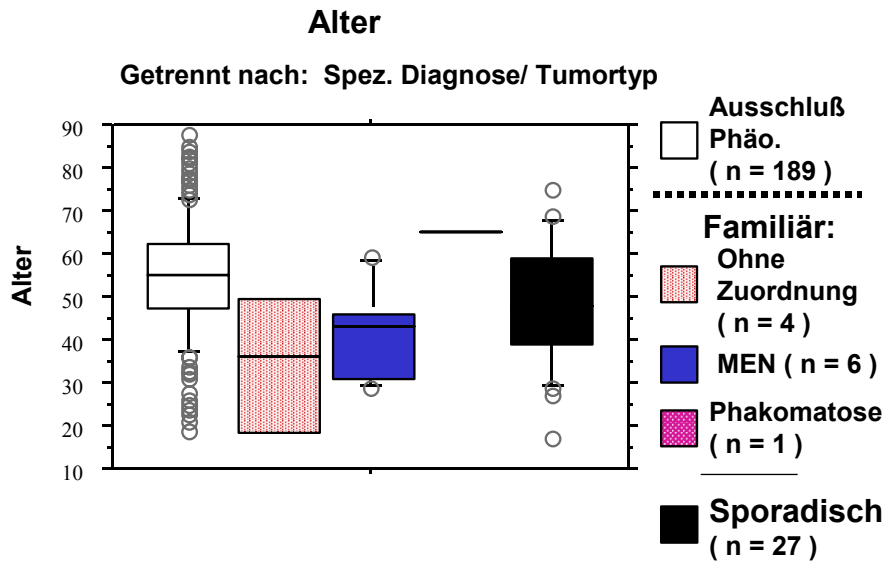 Alter
Getrennt nach: Spez. Diagnose/ Tumortyp
90
80
70
60
50
40
30
20
10
Alter
Ausschluß
Phäo.
( n = 189 )
Familiär:
Ohne
Zuordnung
( n = 4 )
MEN ( n = 6 )
Phakomatose
( n = 1 )
Sporadisch
( n = 27 )